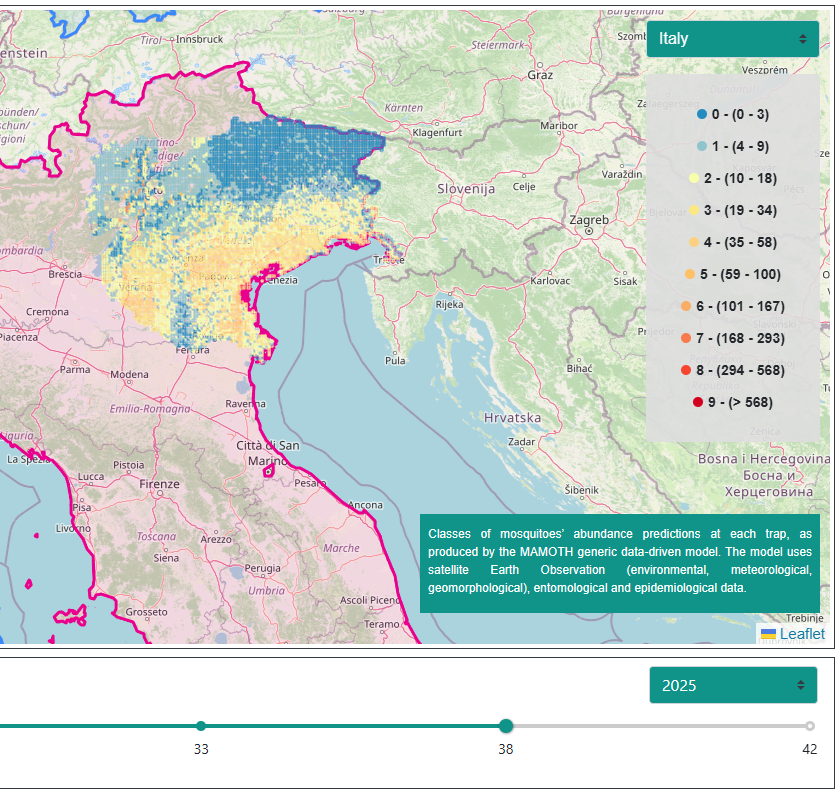 Burgenland
Salzburg
Tirol
Innsbruck
Steiermark
Italy
Graz
Veszprém
Kärnten
Klagenfurt
Maribor
0 - (0 - 3)
1 - (4 - 9)
2 - (10 - 18)
3 - (19 - 34)
4 - (35 - 58)
5 - (59 - 100)
6 - (101 - 167)
7 - (168 - 293)
8 - (294 - 568)
9 - (> 568)
Slovenija
Celje
Varaždin
Zagreb
Brescia
Verona
Karlovac
Sisak
Cremona
Rijeka
Ferrara
Parma
Modena
Pula
Bihać
Emilia-Romagna
Ravenna
Hrvatska
Città di San
Marino
Zadar
La Spezia
Pistoia
Lucca
Firenze
Pesaro
Bosna i Hercegovina
Босна и
Херцеговина
Šibenik
Pisa
Ancona
Livorno
Toscana
Arezzo
Marche
Siena
Perugia
Umbria
Ascoli Piceno
Grosseto
Teramo
Classes of mosquitoes' abundance predictions at each trap, as
produced by the MAMOTH generic data-driven model. The model uses
satellite Earth Observation (environmental, meteorological,
geomorphological), entomological and epidemiological data.
Trebinje
Leaflet
2025
33
38
42